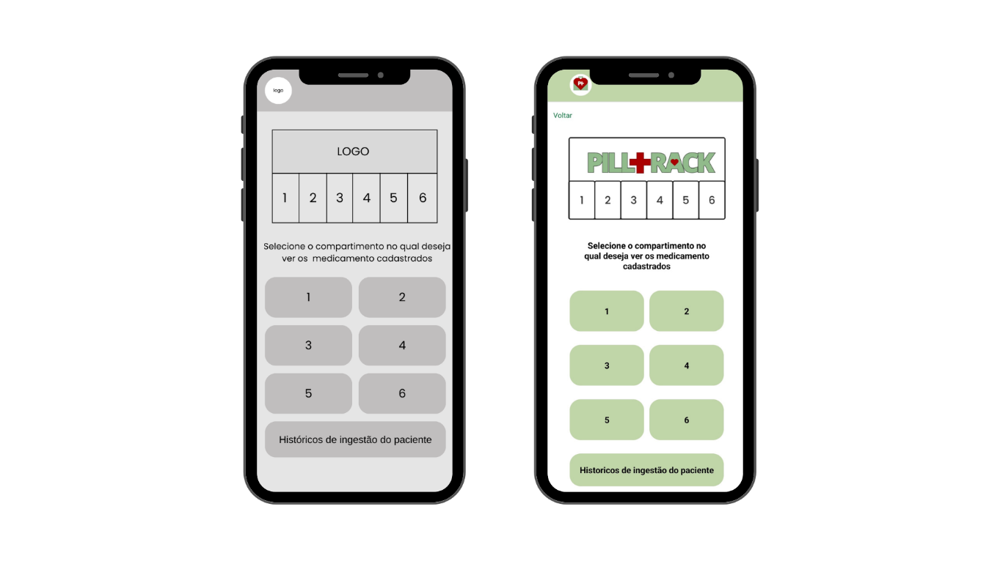 logo
LOGO
1 2 3 4 5 6
Selecione o compartimento no qual deseja
ver os  medicamento cadastrados
1 2
3 4
5 6
Históricos de ingestão do paciente
Voltar
PILL+RACK
1 2 3 4 5 6
Selecione o compartimento no
qual deseja ver os medicamento
cadastrados
1 2
3 4
5 6
Historicos de ingestão do paciente